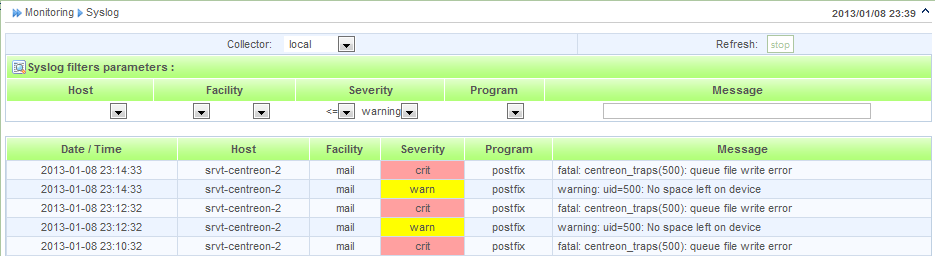 Monitoring Syslog 2013/01/08 23:39
Collector: local Refresh: stop
Syslog filters parameters :
Host Facility Severity Program Message
<= warning
Date / Time Host Facility Severity Program Message
2013-01-08 23:14:33 srvt-centreon-2 mail crit postfix fatal: centreon_traps(500): queue file write error
2013-01-08 23:14:33 srvt-centreon-2 mail warn postfix warning: uid=500: No space left on device
2013-01-08 23:12:32 srvt-centreon-2 mail crit postfix fatal: centreon_traps(500): queue file write error
2013-01-08 23:12:32 srvt-centreon-2 mail warn postfix warning: uid=500: No space left on device
2013-01-08 23:10:32 srvt-centreon-2 mail crit postfix fatal: centreon_traps(500): queue file write error